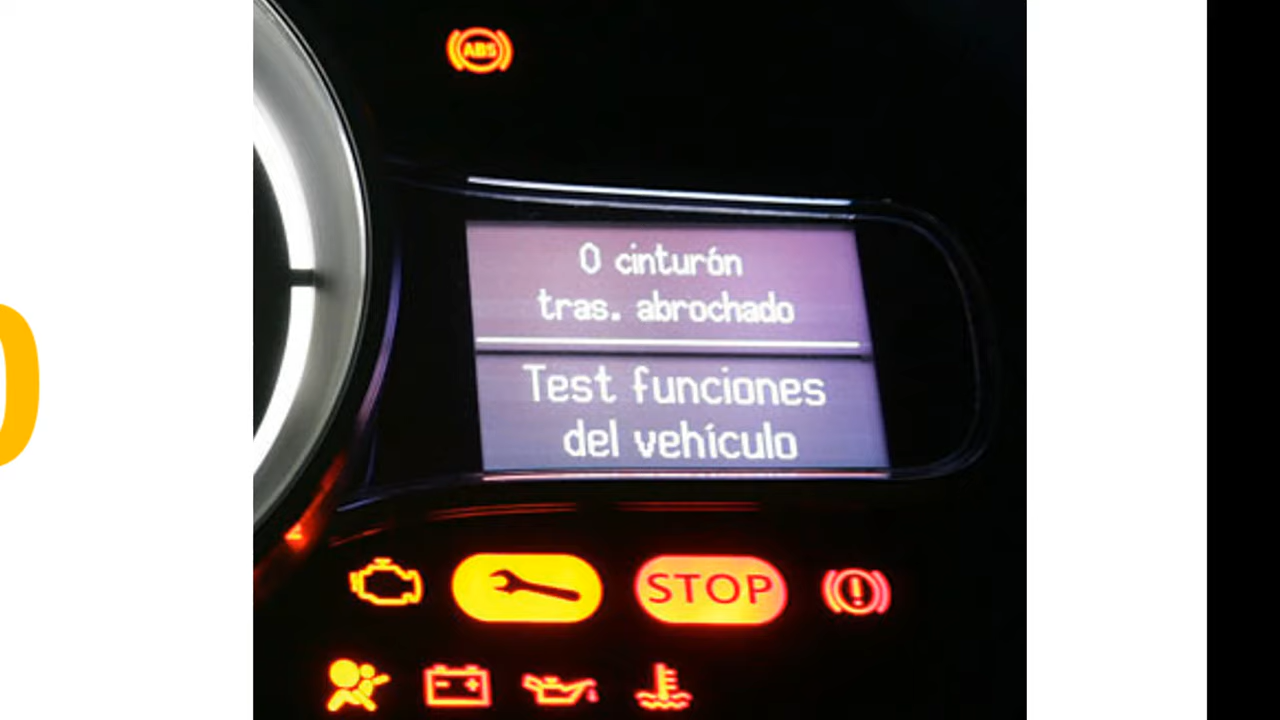 ABS
0 cinturón
tras. abrochado
Test funciones
del vehículo
STOP